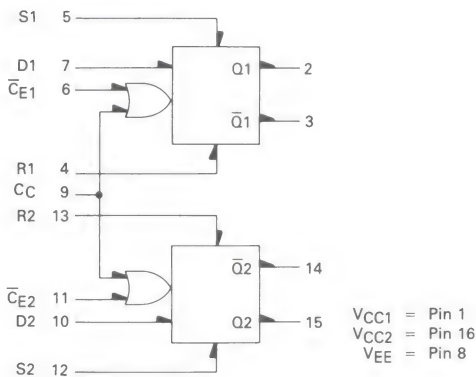 S1 5
D1 7
Q1 2
C̅E1 6
Q̅1 3
R1 4
CC 9
R2 13
Q̅2 14
C̅E2 11
D2 10
Q2 15
S2 12
VCC1 = Pin 1
VCC2 = Pin 16
VEE = Pin 8